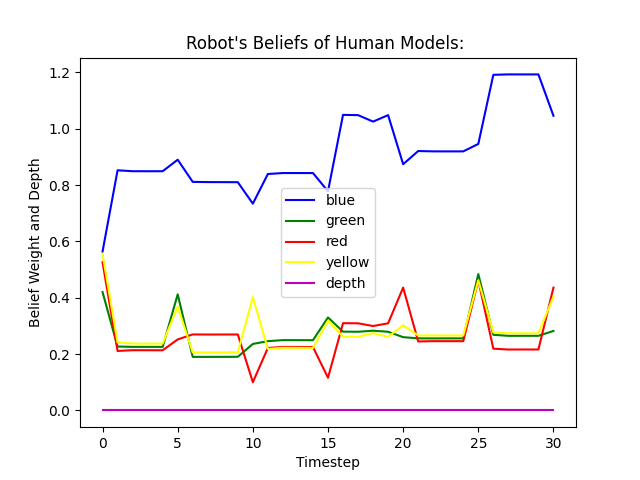 Robot's Beliefs of Human Models:
Belief Weight and Depth
1.2
1.0
0.8
0.6
0.4
0.2
0.0
blue
green
red
yellow
depth
0 5 10 15 20 25 30
Timestep